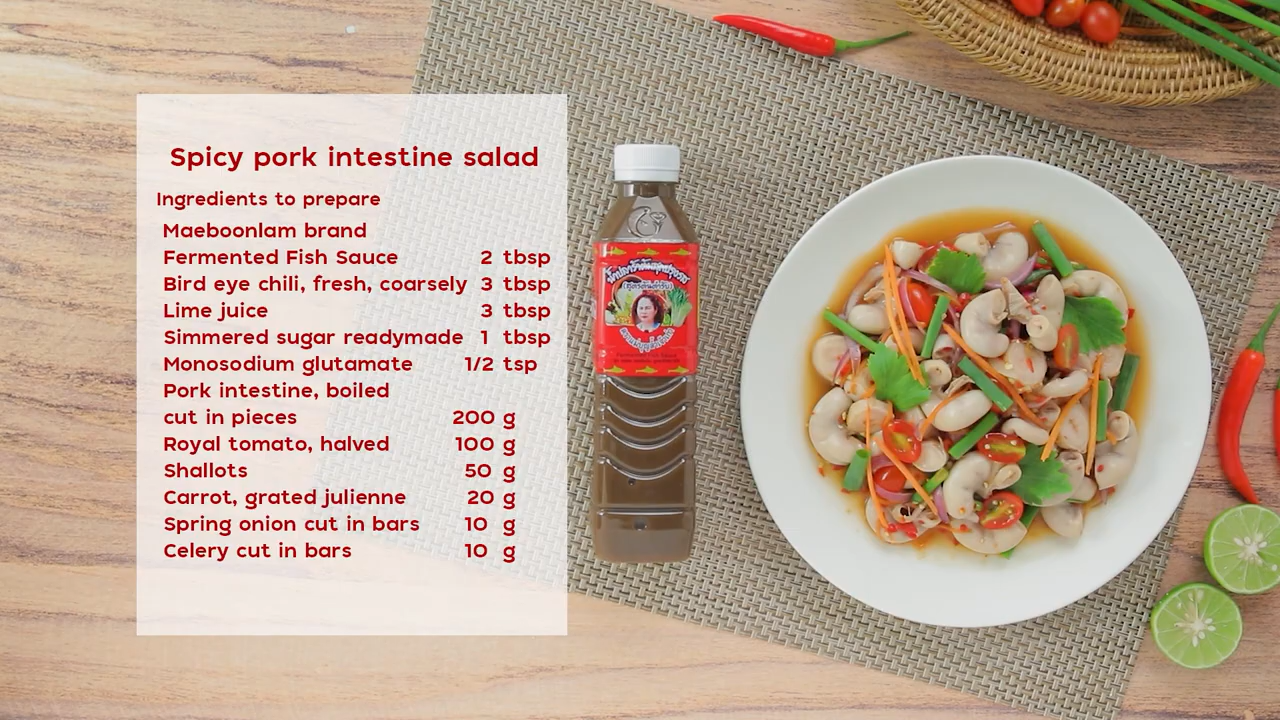 Spicy pork intestine salad
Ingredients to prepare
Maeboonlam brand
Fermented Fish Sauce 2 tbsp
Bird eye chili, fresh, coarsely 3 tbsp
Lime juice 3 tbsp
Simmered sugar readymade 1 tbsp
Monosodium glutamate 1/2 tsp
Pork intestine, boiled
cut in pieces 200 g
Royal tomato, halved 100 g
Shallots 50 g
Carrot, grated julienne 20 g
Spring onion cut in bars 10 g
Celery cut in bars 10 g